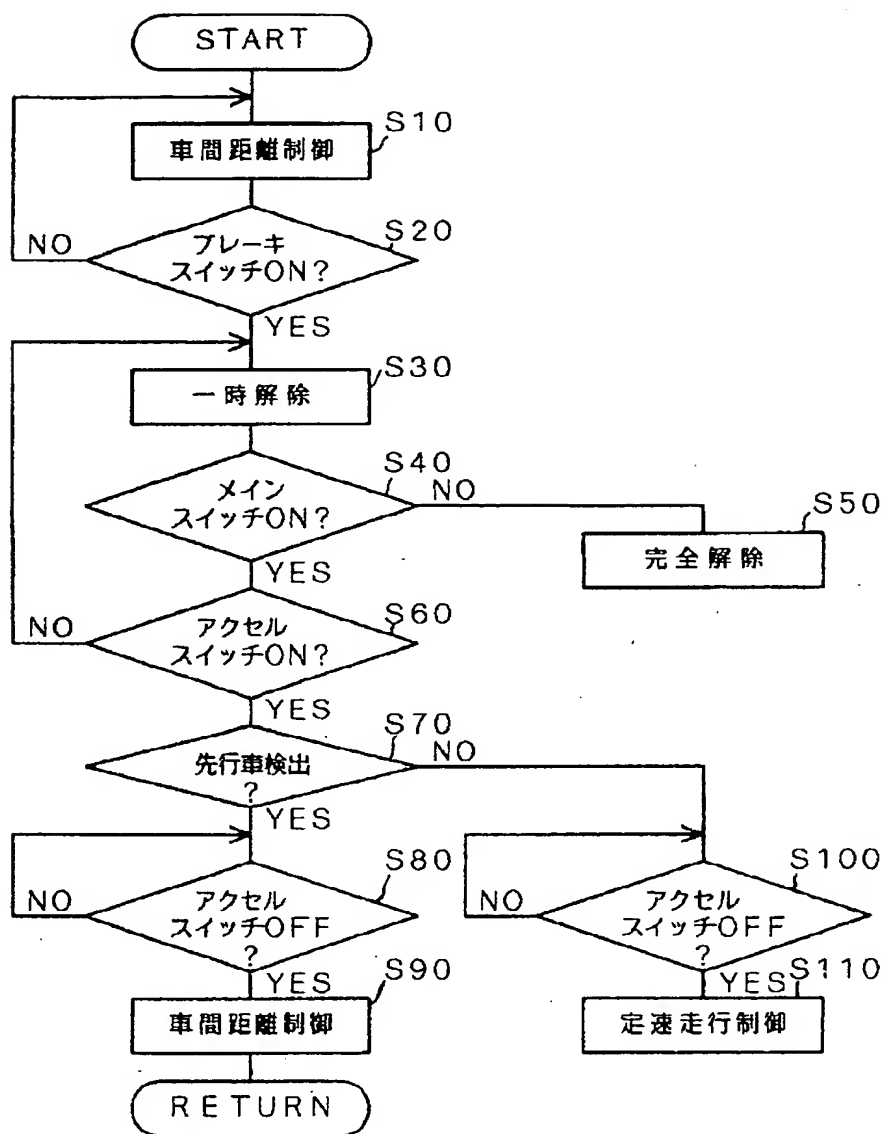 START
S10
車間距離制御
S20
NO
ブレーキ
スイッチON?
YES
S30
一時解除
S40
メイン
スイッチON?
NO
S50
完全解除
YES
S60
NO
アクセル
スイッチON?
YES
S70
先行車検出
?
NO
YES
S80
NO
アクセル
スイッチOFF
?
YES
S90
車間距離制御
RETURN
S100
NO
アクセル
スイッチOFF
?
YES
S110
定速走行制御